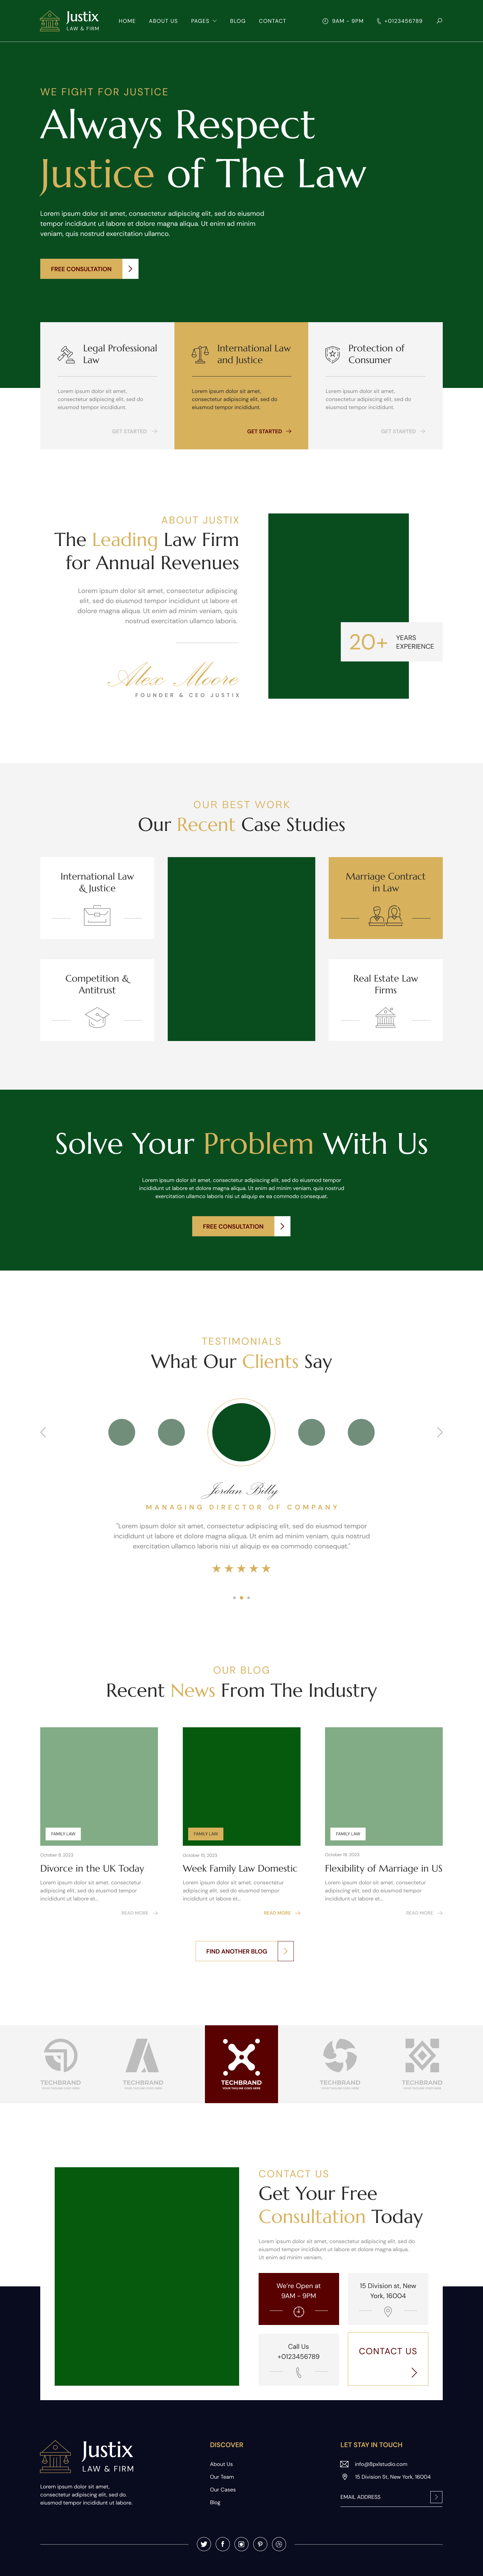 Justix
LAW & FIRM
HOME
ABOUT US
PAGES
BLOG
CONTACT
9AM - 9PM
+0123456789
WE FIGHT FOR JUSTICE
Always Respect
Justice of The Law
Lorem ipsum dolor sit amet, consectetur adipiscing elit, sed do eiusmod
tempor incididunt ut labore et dolore magna aliqua. Ut enim ad minim
veniam, quis nostrud exercitation ullamco.
FREE CONSULTATION
Legal Professional
Law
Lorem ipsum dolor sit amet,
consectetur adipiscing elit, sed do
eiusmod tempor incididunt.
GET STARTED
International Law
and Justice
Lorem ipsum dolor sit amet,
consectetur adipiscing elit, sed do
eiusmod tempor incididunt.
GET STARTED
Protection of
Consumer
Lorem ipsum dolor sit amet,
consectetur adipiscing elit, sed do
eiusmod tempor incididunt.
GET STARTED
ABOUT JUSTIX
The Leading Law Firm
for Annual Revenues
Lorem ipsum dolor sit amet, consectetur adipiscing
elit, sed do eiusmod tempor incididunt ut labore et
dolore magna aliqua. Ut enim ad minim veniam, quis
nostrud exercitation ullamco laboris.
Alex Moore
FOUNDER & CEO JUSTIX
20+
YEARS
EXPERIENCE
OUR BEST WORK
Our Recent Case Studies
International Law
& Justice
Marriage Contract
in Law
Competition &
Antitrust
Real Estate Law
Firms
Solve Your Problem With Us
Lorem ipsum dolor sit amet, consectetur adipiscing elit, sed do eiusmod tempor
incididunt ut labore et dolore magna aliqua. Ut enim ad minim veniam, quis nostrud
exercitation ullamco laboris nisi ut aliquip ex ea commodo consequat.
FREE CONSULTATION
TESTIMONIALS
What Our Clients Say
Jordan Billy
MANAGING DIRECTOR OF COMPANY
"Lorem ipsum dolor sit amet, consectetur adipiscing elit, sed do eiusmod tempor
incididunt ut labore et dolore magna aliqua. Ut enim ad minim veniam, quis nostrud
exercitation ullamco laboris nisi ut aliquip ex ea commodo consequat."
OUR BLOG
Recent News From The Industry
FAMILY LAW
October 9, 2023
Divorce in the UK Today
Lorem ipsum dolor sit amet, consectetur
adipiscing elit, sed do eiusmod tempor
incididunt ut labore et...
READ MORE
FAMILY LAW
October 15, 2023
Week Family Law Domestic
Lorem ipsum dolor sit amet, consectetur
adipiscing elit, sed do eiusmod tempor
incididunt ut labore et...
READ MORE
FAMILY LAW
October 19, 2022
Flexibility of Marriage in US
Lorem ipsum dolor sit amet, consectetur
adipiscing elit, sed do eiusmod tempor
incididunt ut labore et...
READ MORE
FIND ANOTHER BLOG
TECHBRAND
YOUR TAGLINE GOES HERE
TECHBRAND
YOUR TAGLINE GOES HERE
TECHBRAND
YOUR TAGLINE GOES HERE
TECHBRAND
YOUR TAGLINE GOES HERE
TECHBRAND
YOUR TAGLINE GOES HERE
CONTACT US
Get Your Free
Consultation Today
Lorem ipsum dolor sit amet, consectetur adipiscing elit, sed do
eiusmod tempor incididunt ut labore et dolore magna aliqua.
Ut enim ad minim veniam.
We're Open at
9AM - 9PM
15 Division st, New
York, 16004
Call Us
+0123456789
CONTACT US
Justix
LAW & FIRM
Lorem ipsum dolor sit amet,
consectetur adipiscing elit, sed do
eiusmod tempor incididunt ut labore.
DISCOVER
About Us
Our Team
Our Cases
Blog
LET STAY IN TOUCH
info@8pxlstudio.com
15 Division St, New York, 16004
EMAIL ADDRESS